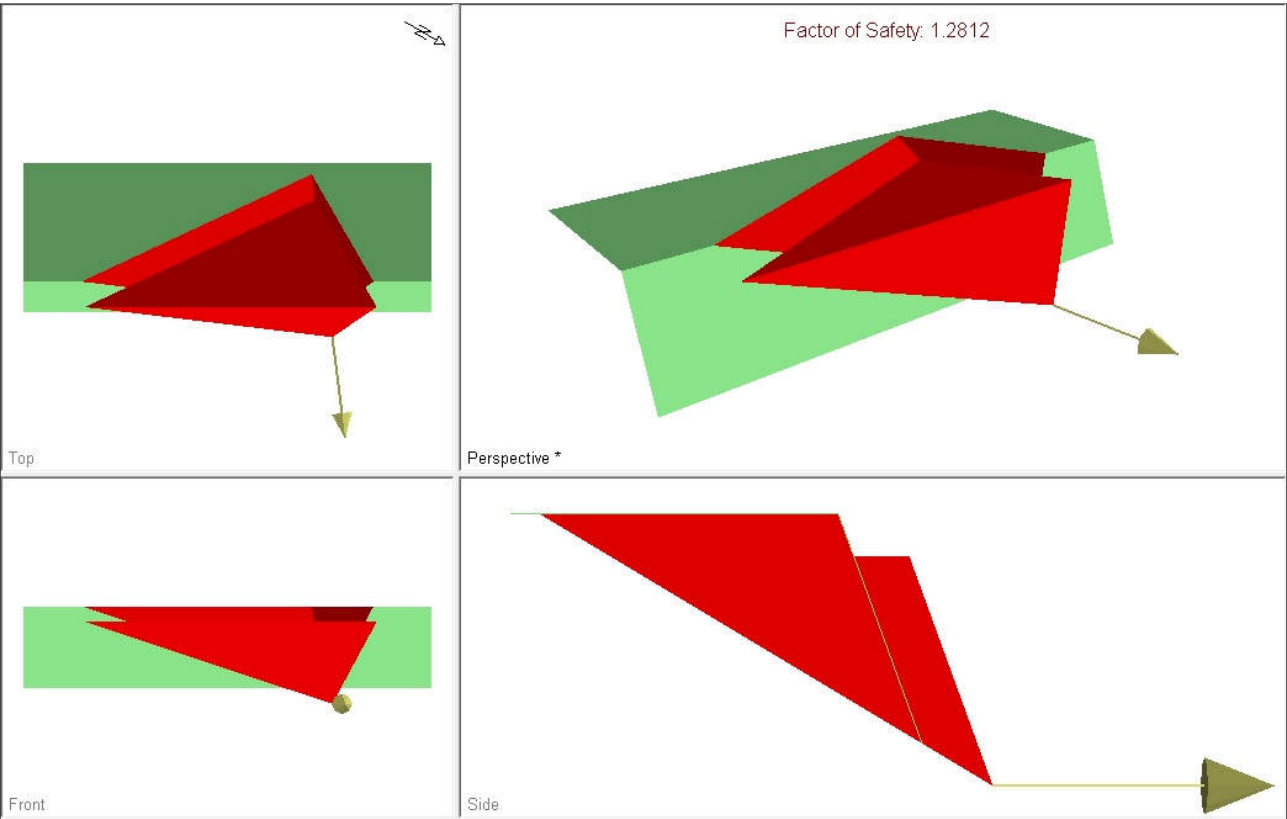 Factor of Safety: 1.2812
Top
Perspective *
Front
Side